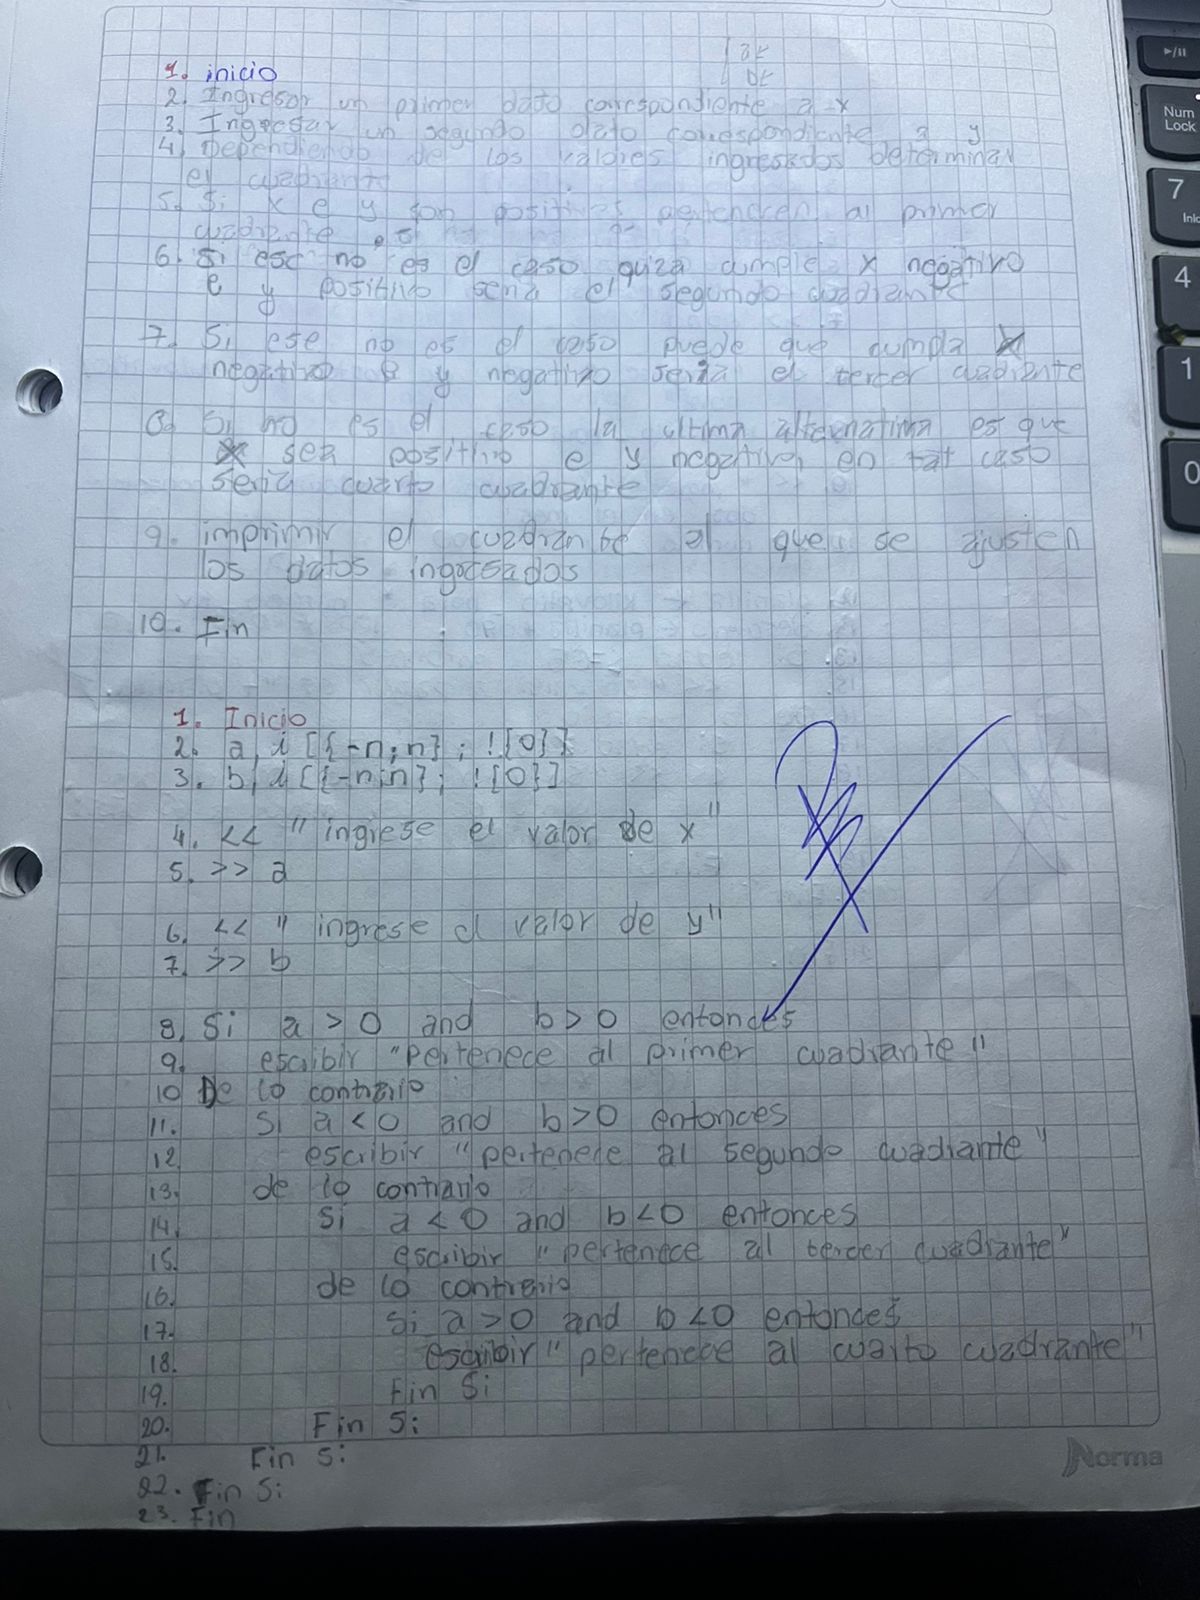 1. inicio
2. Ingresar un primer dato correspondiente a x
3. Ingresar un segundo dato correspondiente a y
4. Dependiendo de los valores ingresados determinar
el cuadrante
5. Si x e y son positivos pertenecen al primer
cuadrante
6. Si ese no es el caso quiza cumple x negativo
e y positivo seria el segundo cuadrante
7. Si ese no es el caso puede que cumpla x
negativo e y negativo seria el tercer cuadrante
8. Si no es el caso la ultima alternativa es que
x sea positivo e y negativo, en tal caso
seria cuarto cuadrante
9. imprimir el cuadrante al que se ajusten
los datos ingresados
10. Fin
1. Inicio
2. a, i [{-n;n} ; ![0]]
3. b, i [{-n;n} ; ![0]]
4. << "ingrese el valor de x"
5. >> a
6. << "ingrese el valor de y"
7. >> b
8. Si a > 0 and b > 0 entonces
9. escribir "Pertenece al primer cuadrante"
10 De lo contrario
11. Si a < 0 and b > 0 entonces
12 escribir "pertenece al segundo cuadrante"
13. de lo contrario
14. Si a < 0 and b < 0 entonces
15. escribir "pertenece al tercer cuadrante"
16. de lo contrario
17. Si a > 0 and b < 0 entonces
18. escribir "pertenece al cuarto cuadrante"
19. Fin Si
20. Fin Si
21. Fin Si
22. Fin Si
23. Fin
Norma
Num
Lock
7
Inic
4
1
0